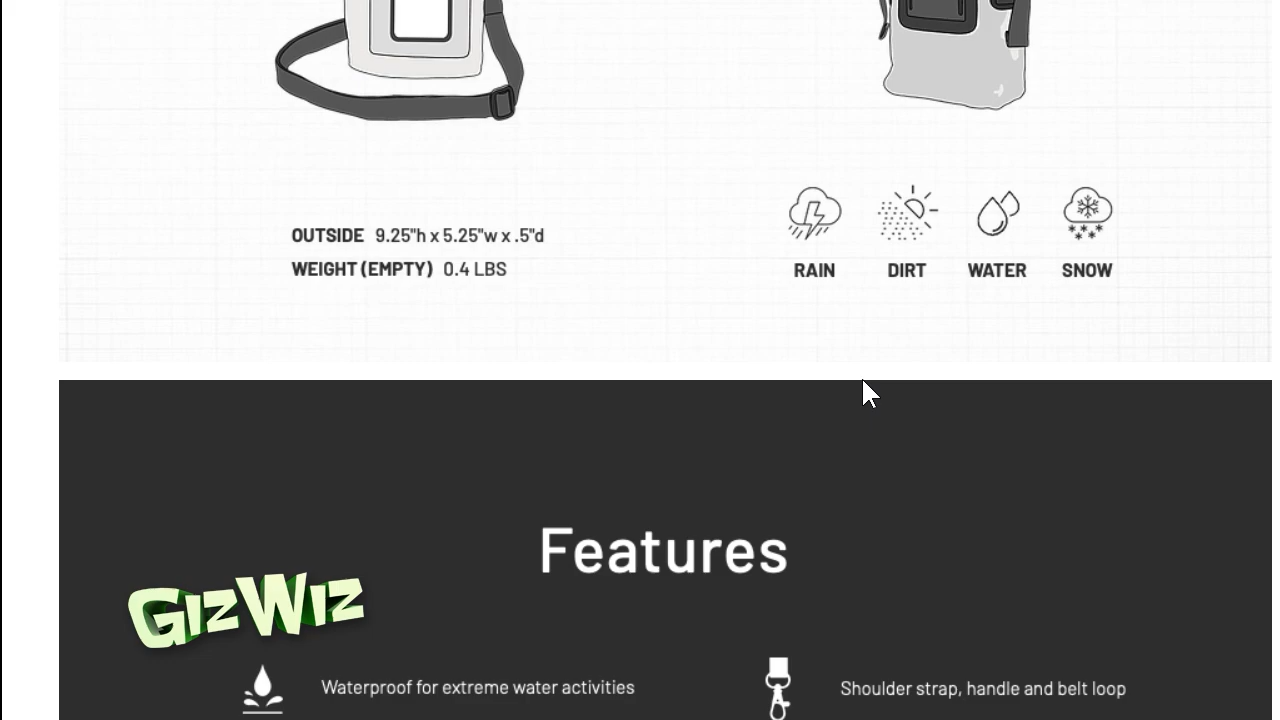 OUTSIDE 9.25"h x 5.25"w x .5"d
WEIGHT (EMPTY) 0.4 LBS
RAIN DIRT WATER SNOW
Features
GIZWIZ
Waterproof for extreme water activities
Shoulder strap, handle and belt loop